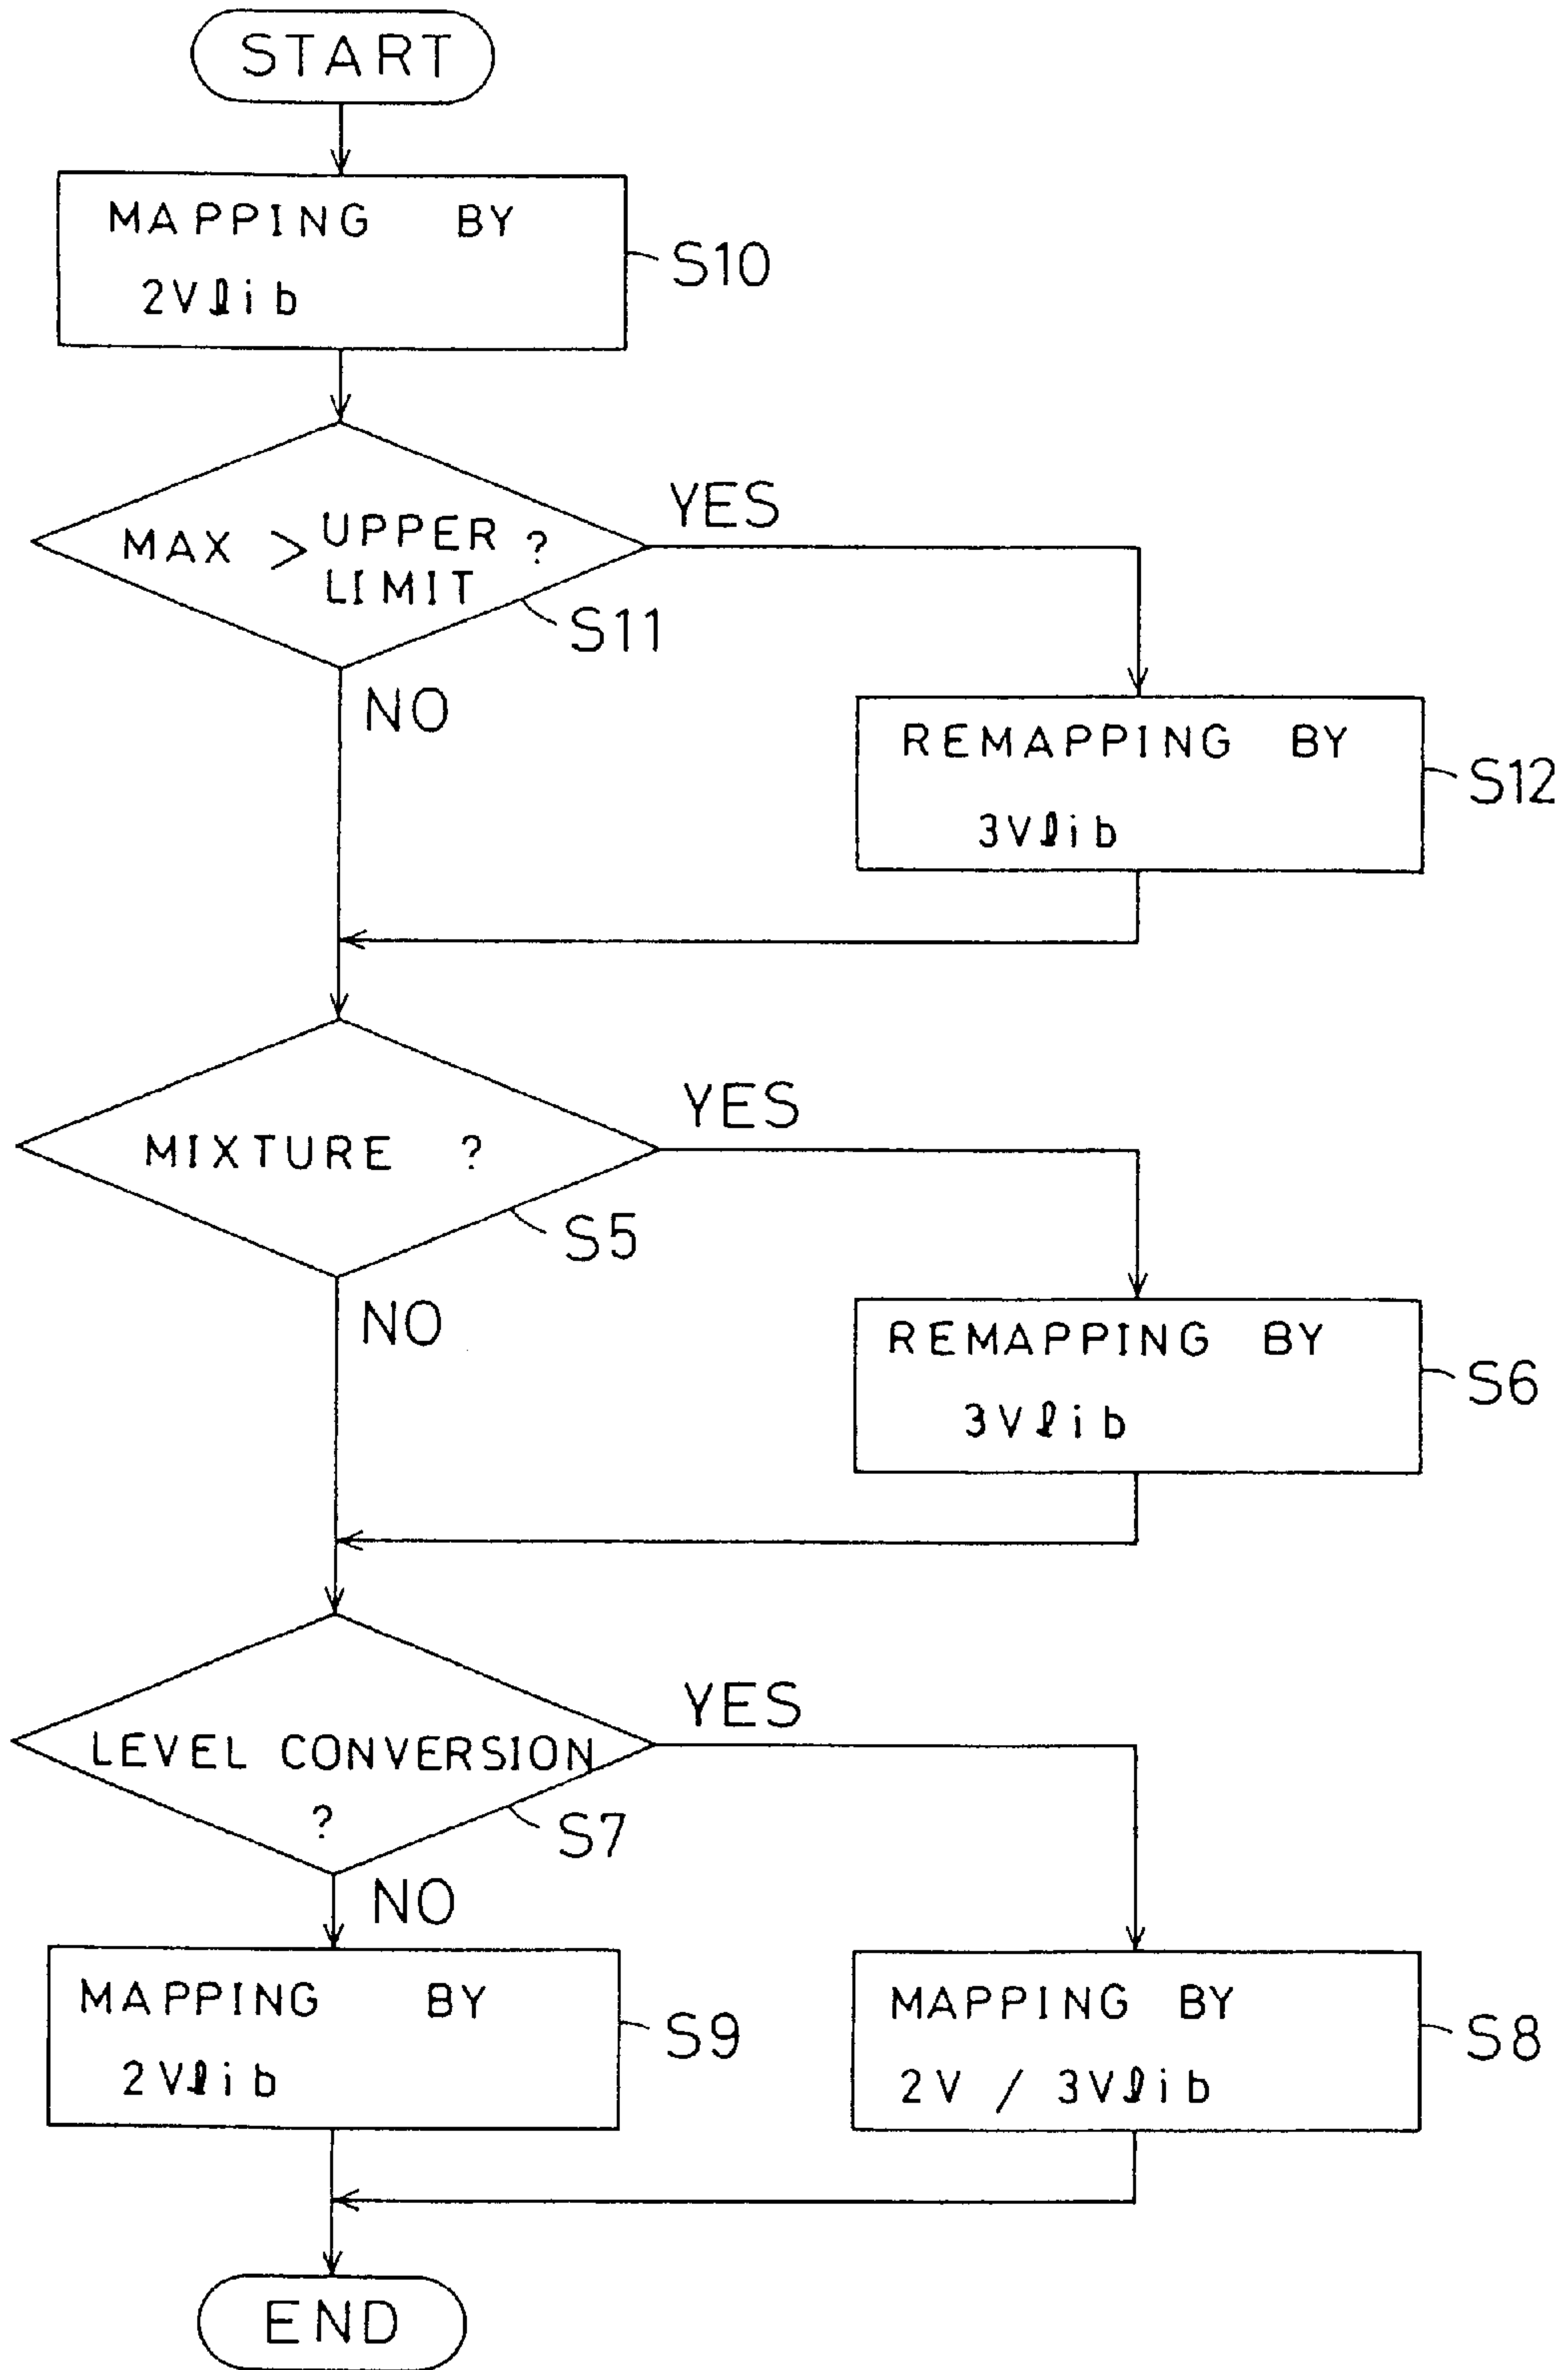 START
MAPPING BY
2Vlib
S10
MAX > UPPER LIMIT ?
YES
S11
NO
REMAPPING BY
3Vlib
S12
MIXTURE ?
YES
S5
NO
REMAPPING BY
3Vlib
S6
LEVEL CONVERSION
?
YES
S7
NO
MAPPING BY
2Vlib
S9
MAPPING BY
2V / 3Vlib
S8
END